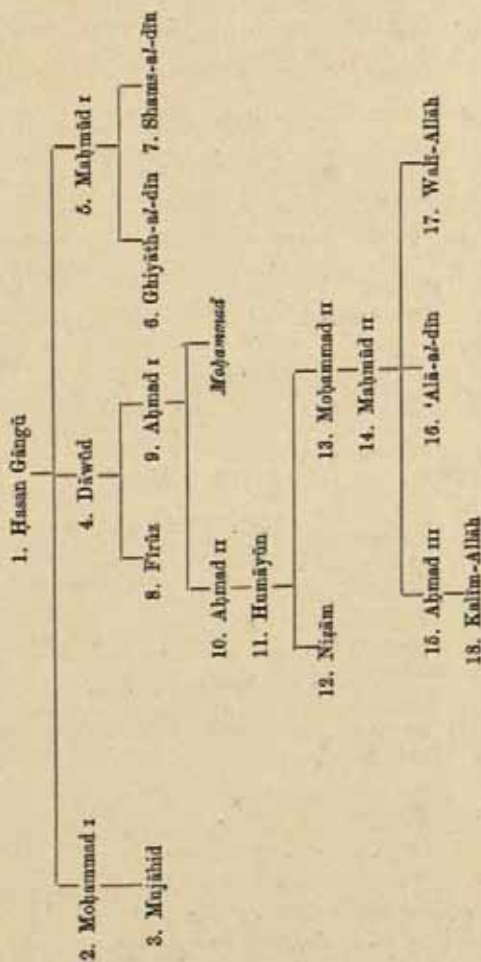 1. Ḥasan Gāngū
2. Moḥammad I 4. Dāwūd 5. Maḥmūd I
3. Mujāhid 8. Fīrūz 9. Aḥmad I 6. Ghiyāth-al-dīn 7. Shams-al-dīn
10. Aḥmad II Moḥammad
11. Humāyūn
12. Niẓām 13. Moḥammad II
14. Maḥmūd II
15. Aḥmad III 16. ‘Alā-al-dīn 17. Walī-Allāh
18. Kalīm-Allāh